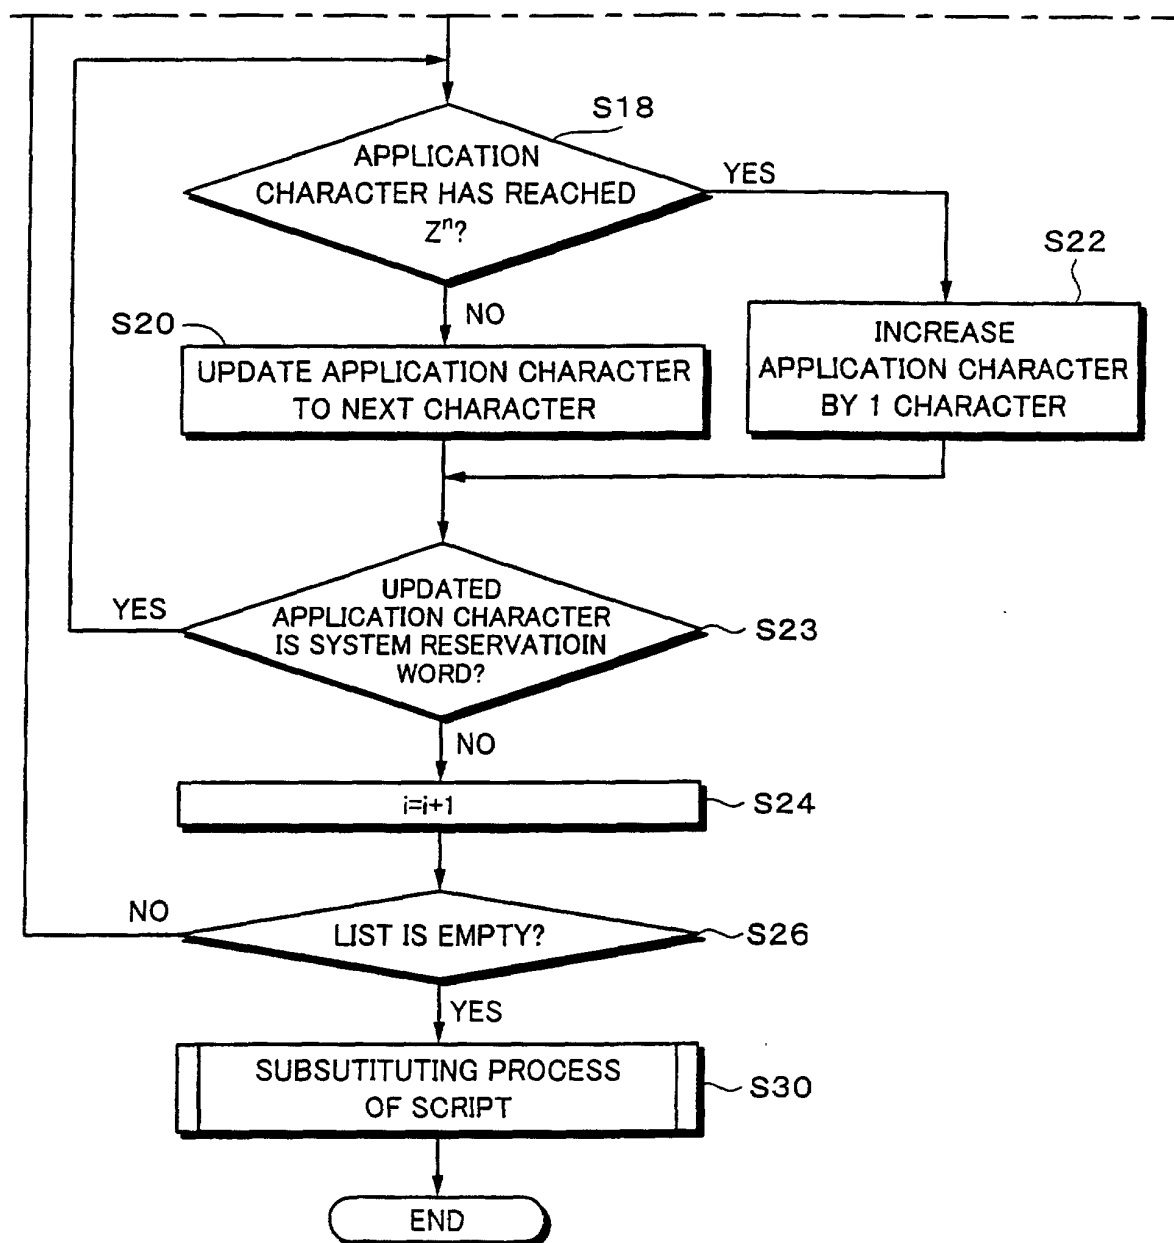 S18
APPLICATION
CHARACTER HAS REACHED
Zⁿ?
YES
S22
NO
S20
INCREASE
APPLICATION CHARACTER
BY 1 CHARACTER
UPDATE APPLICATION CHARACTER
TO NEXT CHARACTER
UPDATED
APPLICATION CHARACTER
IS SYSTEM RESERVATIOIN
WORD?
YES
S23
NO
i=i+1
S24
NO
LIST IS EMPTY?
S26
YES
SUBSUTITUTING PROCESS
OF SCRIPT
S30
END